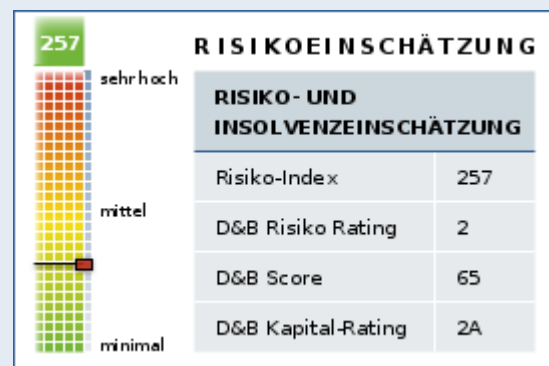 257
sehr hoch
mittel
minimal
RISIKOEINSCHÄTZUNG
RISIKO- UND
INSOLVENZEINSCHÄTZUNG
Risiko-Index 257
D&B Risiko Rating 2
D&B Score 65
D&B Kapital-Rating 2A